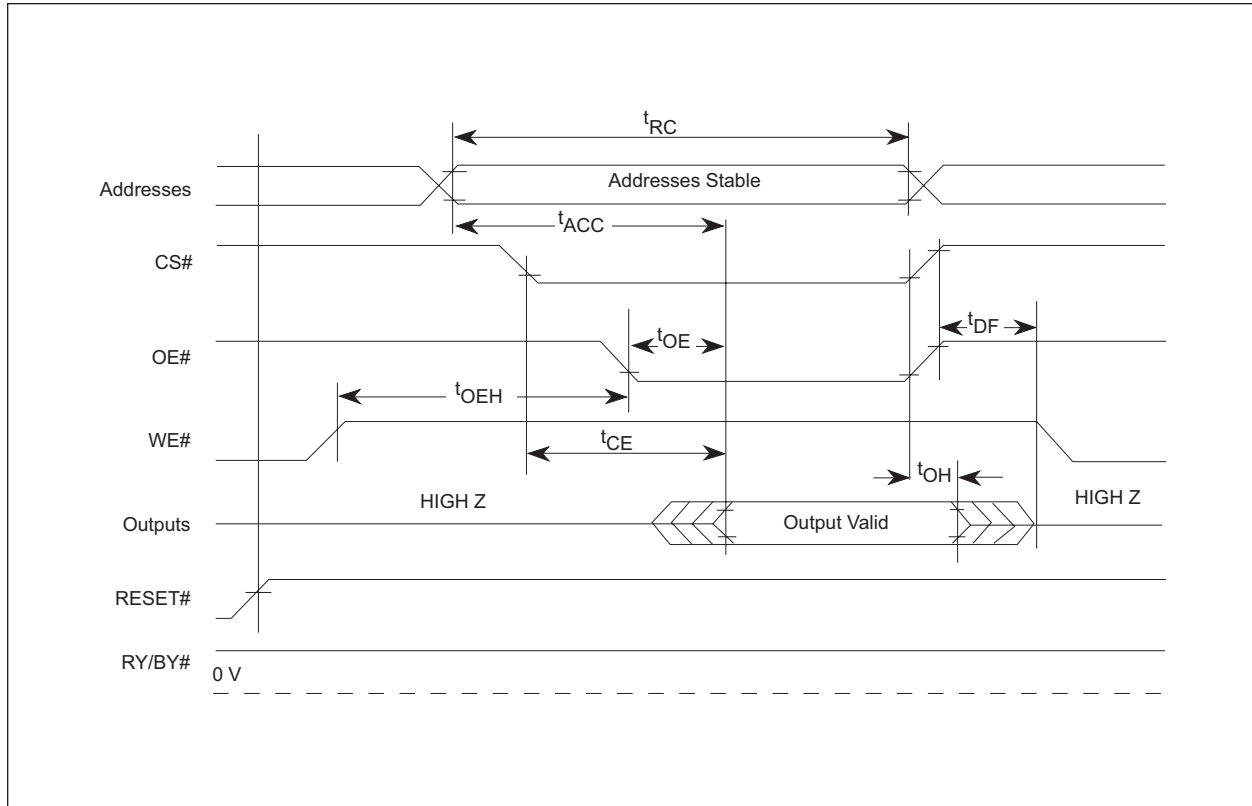 tRC
Addresses
Addresses Stable
tACC
CS#
tDF
OE#
tOE
tOEH
WE#
tCE
tOH
HIGH Z
HIGH Z
Outputs
Output Valid
RESET#
RY/BY#
0 V